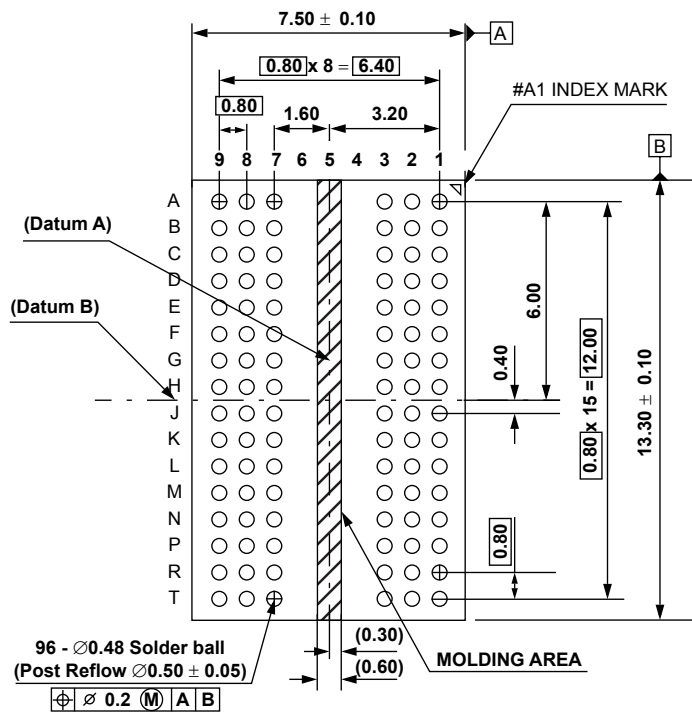 7.50 ± 0.10
A
0.80 x 8 = 6.40
#A1 INDEX MARK
0.80
1.60
3.20
B
9 8 7 6 5 4 3 2 1
A
(Datum A)
B
C
D
E
(Datum B)
F
G
H
J
K
L
M
N
P
R
T
6.00
0.40
0.80 x 15 = 12.00
13.30 ± 0.10
0.80
96 - ∅0.48 Solder ball
(Post Reflow ∅0.50 ± 0.05)
⌖ ⌀ 0.2 Ⓜ A B
(0.30)
(0.60)
MOLDING AREA